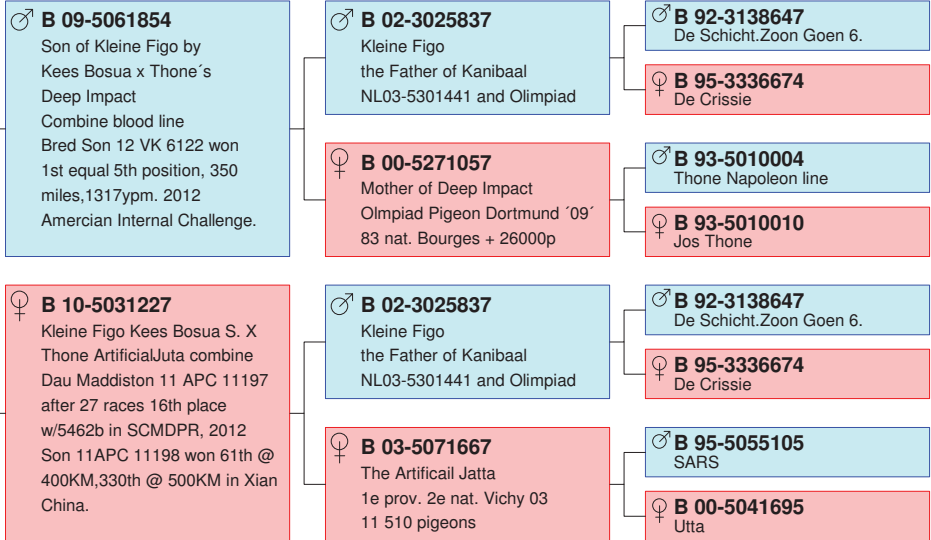 ♂ B 09-5061854
Son of Kleine Figo by
Kees Bosua x Thone´s
Deep Impact
Combine blood line
Bred Son 12 VK 6122 won
1st equal 5th position, 350
miles,1317ypm. 2012
Amercian Internal Challenge.
♀ B 10-5031227
Kleine Figo Kees Bosua S. X
Thone ArtificialJuta combine
Dau Maddiston 11 APC 11197
after 27 races 16th place
w/5462b in SCMDPR, 2012
Son 11APC 11198 won 61th @
400KM,330th @ 500KM in Xian
China.
♂ B 02-3025837
Kleine Figo
the Father of Kanibaal
NL03-5301441 and Olimpiad
♀ B 00-5271057
Mother of Deep Impact
Olmpiad Pigeon Dortmund ´09´
83 nat. Bourges + 26000p
♂ B 02-3025837
Kleine Figo
the Father of Kanibaal
NL03-5301441 and Olimpiad
♀ B 03-5071667
The Artificail Jatta
1e prov. 2e nat. Vichy 03
11 510 pigeons
♂ B 92-3138647
De Schicht.Zoon Goen 6.
♀ B 95-3336674
De Crissie
♂ B 93-5010004
Thone Napoleon line
♀ B 93-5010010
Jos Thone
♂ B 92-3138647
De Schicht.Zoon Goen 6.
♀ B 95-3336674
De Crissie
♂ B 95-5055105
SARS
♀ B 00-5041695
Utta